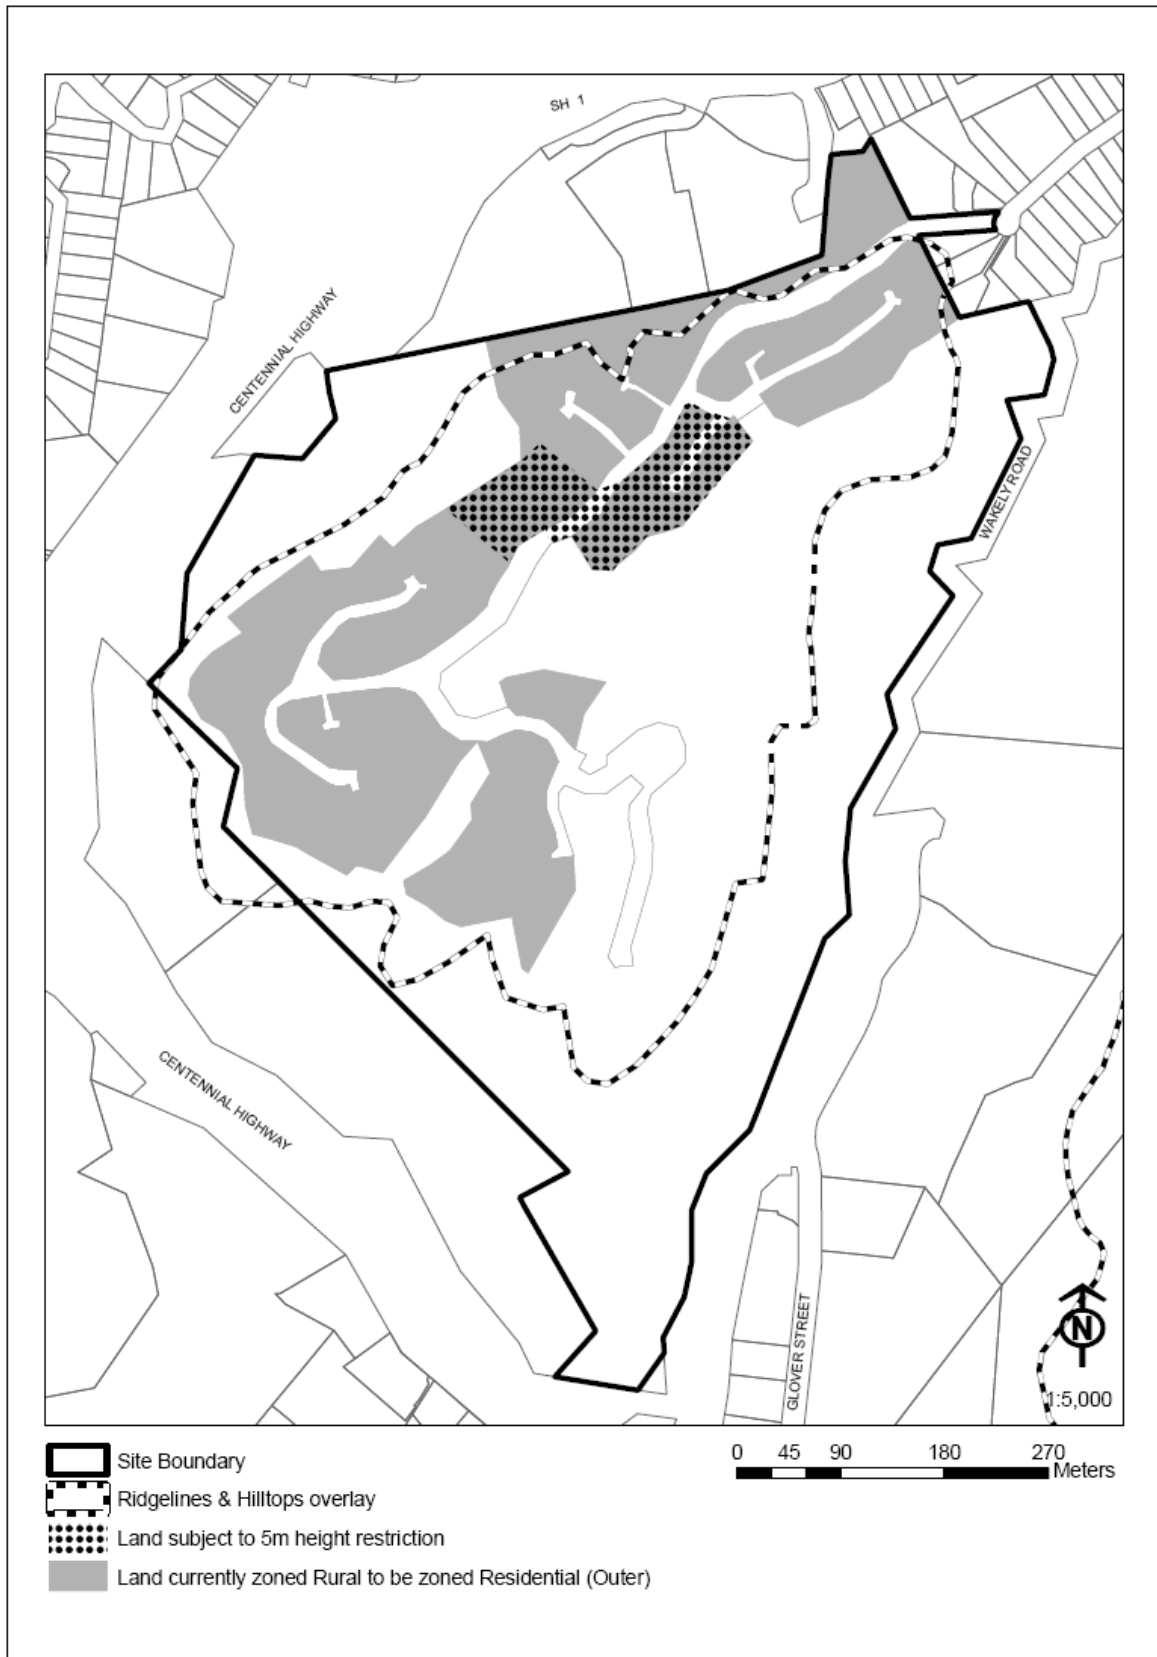 SH 1
CENTENNIAL HIGHWAY
WAKELY ROAD
CENTENNIAL HIGHWAY
GLOVER STREET
N
1:5,000
0 45 90 180 270
Meters
Site Boundary
Ridgelines & Hilltops overlay
Land subject to 5m height restriction
Land currently zoned Rural to be zoned Residential (Outer)